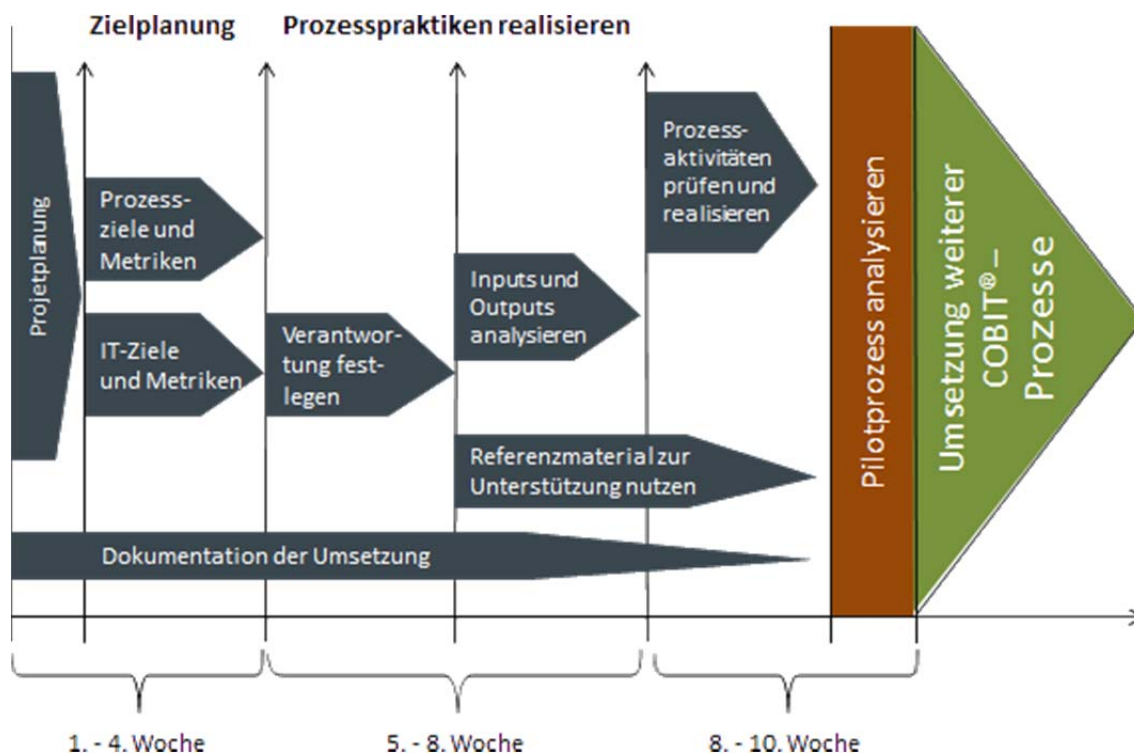 Zielplanung
Prozesspraktiken realisieren
Projetplanung
Prozess-
ziele und
Metriken
IT-Ziele
und Metriken
Verantwor-
tung fest-
legen
Inputs und
Outputs
analysieren
Prozess-
aktivitäten
prüfen und
realisieren
Referenzmaterial zur
Unterstützung nutzen
Dokumentation der Umsetzung
Pilotprozess analysieren
Umsetzung weiterer
COBIT®–
Prozesse
1. - 4. Woche
5. - 8. Woche
8. - 10. Woche